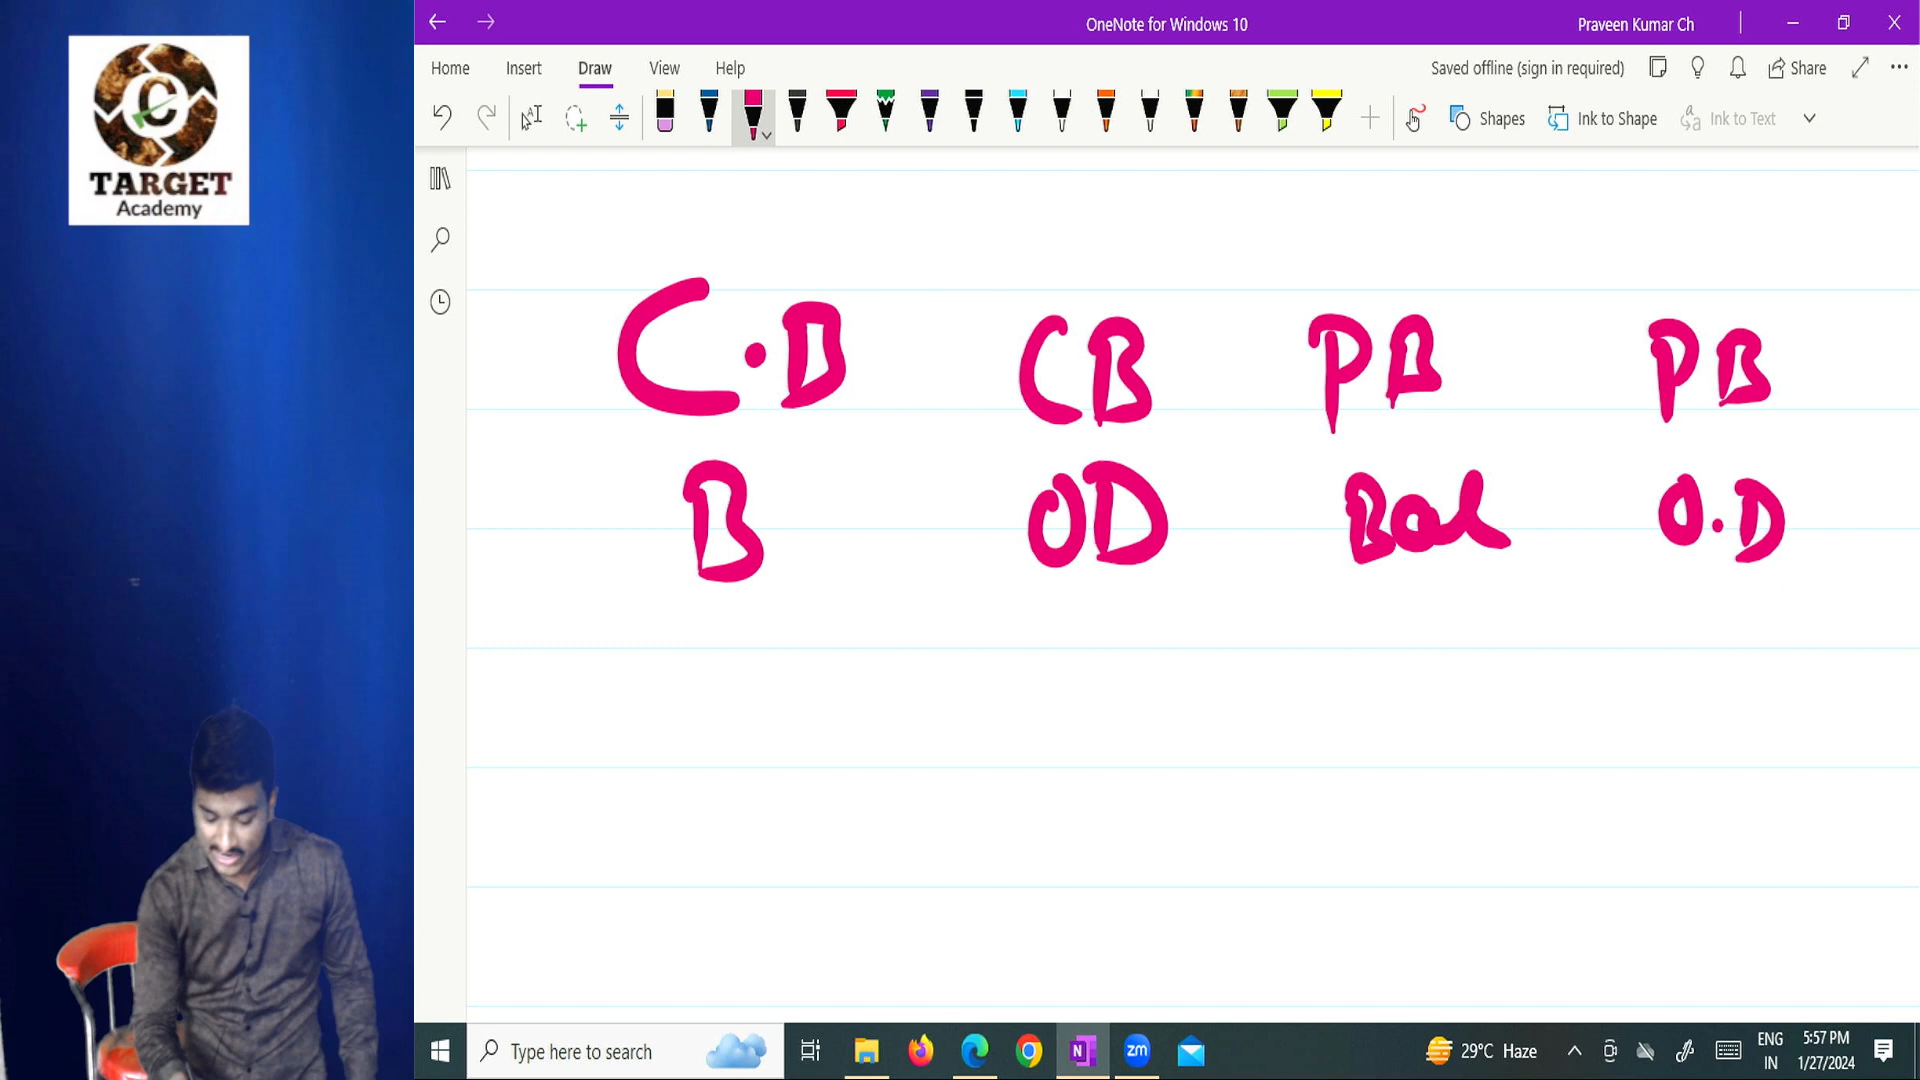 OneNote for Windows 10
Praveen Kumar Ch
Home Insert Draw View Help
Saved offline (sign in required)
Share
Shapes
Ink to Shape
Ink to Text
C
TARGET
Academy
C.B CB PB PB
B OD Bal O.D
Type here to search
N
zm
29°C Haze
ENG
IN
5:57 PM
1/27/2024